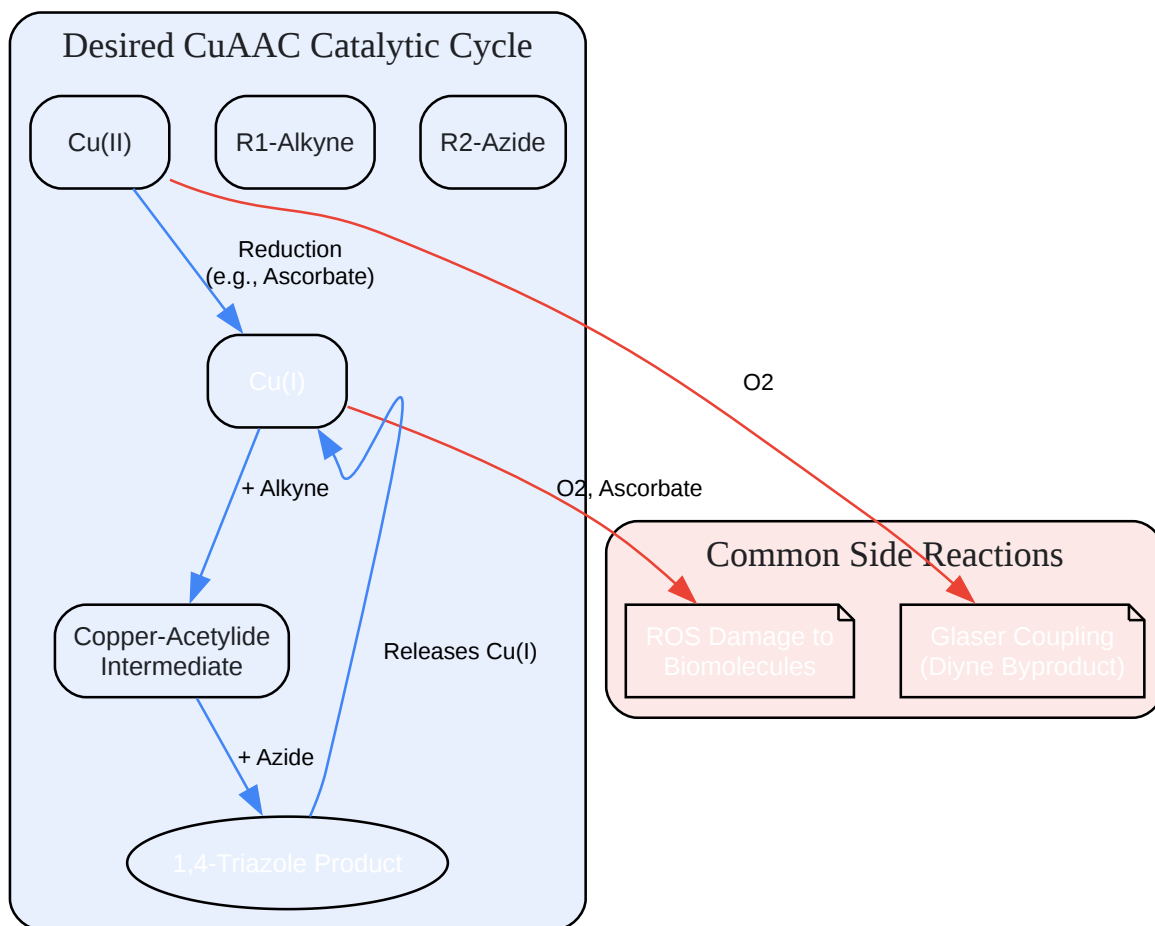 Desired CuAAC Catalytic Cycle
Cu(II)
R1-Alkyne
R2-Azide
Reduction
(e.g., Ascorbate)
Cu(I)
O2
+ Alkyne
O2, Ascorbate
Common Side Reactions
Copper-Acetylide
Intermediate
Releases Cu(I)
ROS Damage to
Biomolecules
Glaser Coupling
(Diyne Byproduct)
+ Azide
1,4-Triazole Product